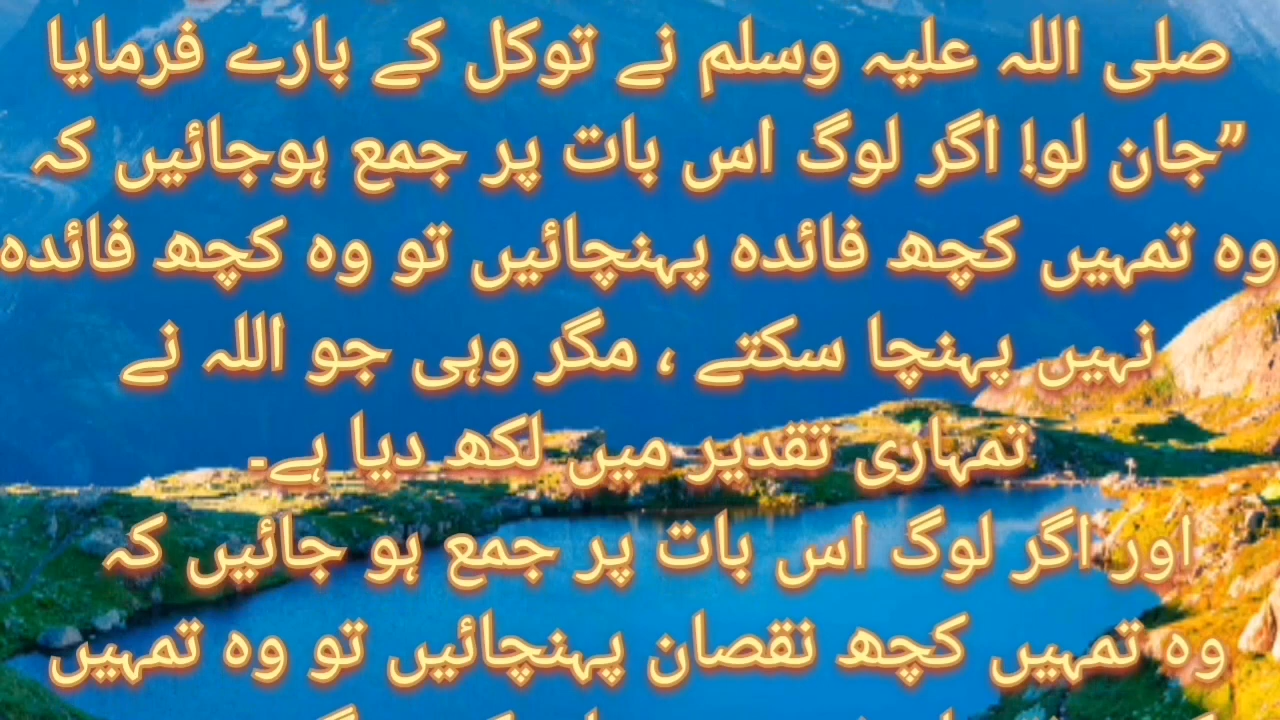 صلی اللہ علیہ وسلم نے توکل کے بارے فرمایا
”جان لو! اگر لوگ اس بات پر جمع ہوجائیں کہ
وہ تمہیں کچھ فائدہ پہنچائیں تو وہ کچھ فائدہ
نہیں پہنچا سکتے ، مگر وہی جو اللہ نے
تمہاری تقدیر میں لکھ دیا ہے۔
اور اگر لوگ اس بات پر جمع ہو جائیں کہ
وہ تمہیں کچھ نقصان پہنچائیں تو وہ تمہیں